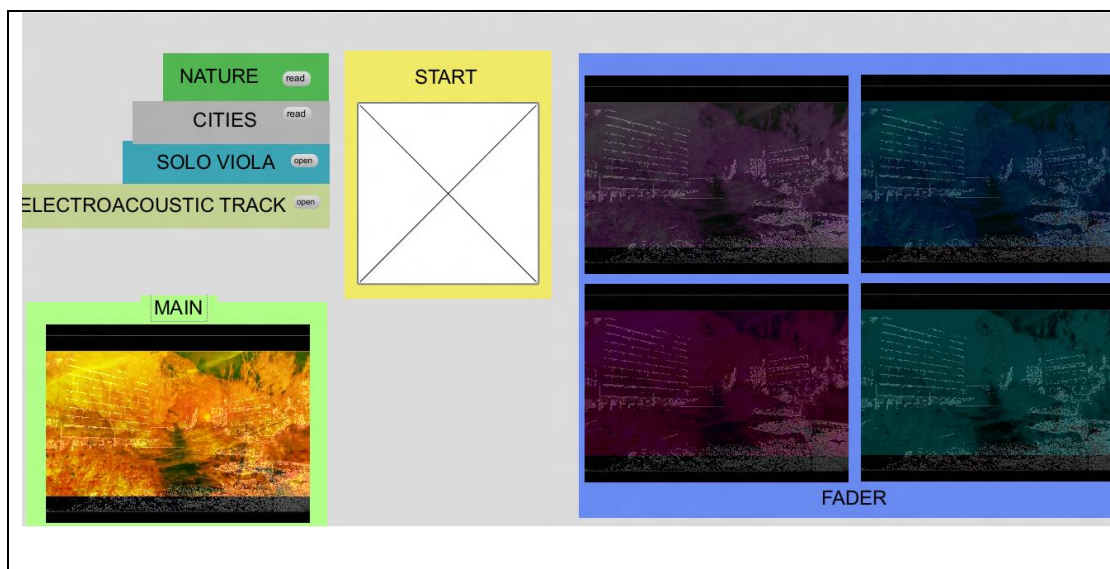 NATURE read
CITIES read
SOLO VIOLA open
ELECTROACOUSTIC TRACK open
START
MAIN
FADER